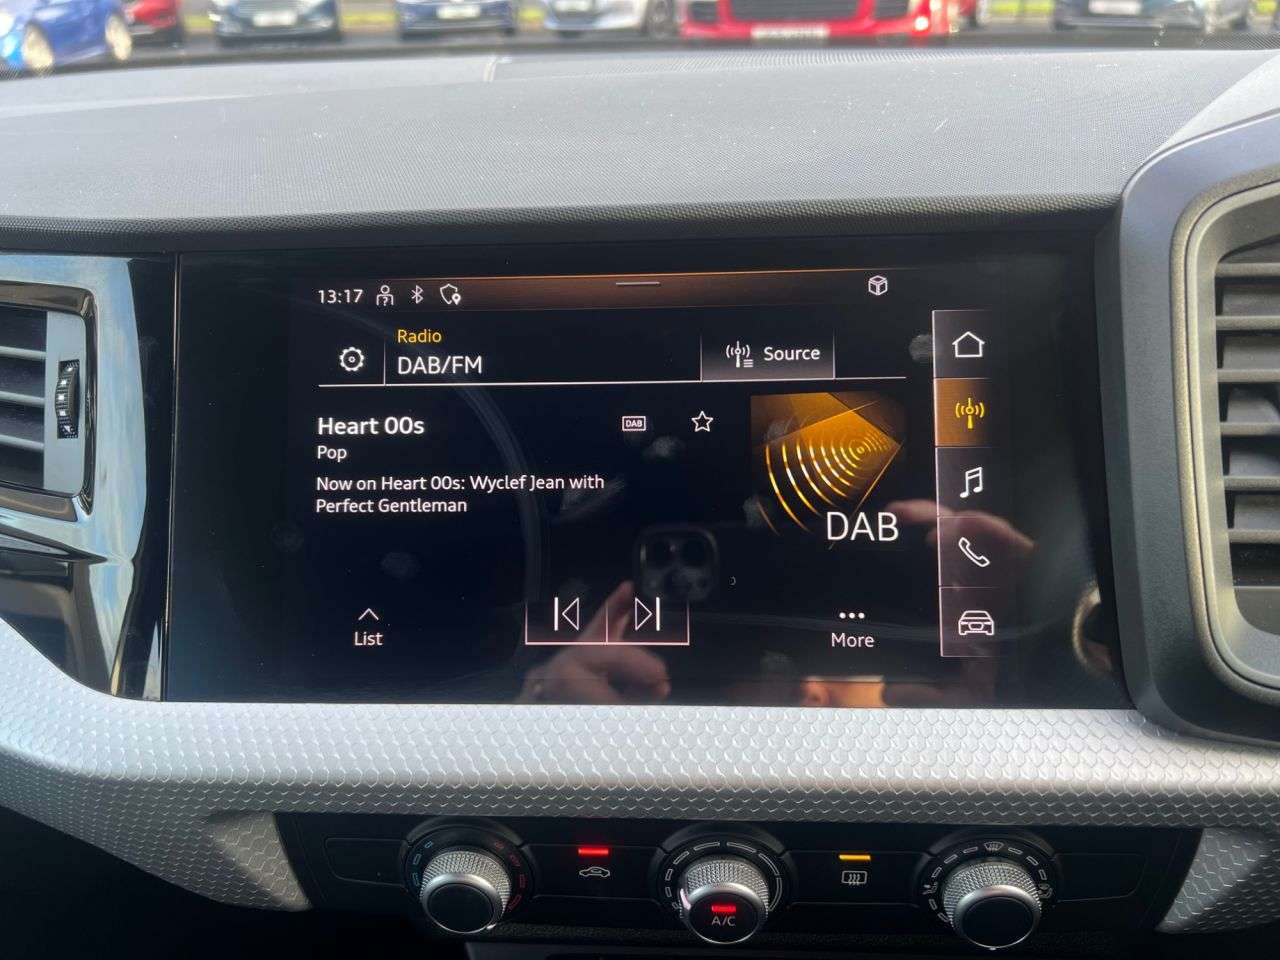 13:17
Radio
DAB/FM
Source
Heart 00s
DAB
Pop
Now on Heart 00s: Wyclef Jean with
Perfect Gentleman
DAB
List
More
A/C